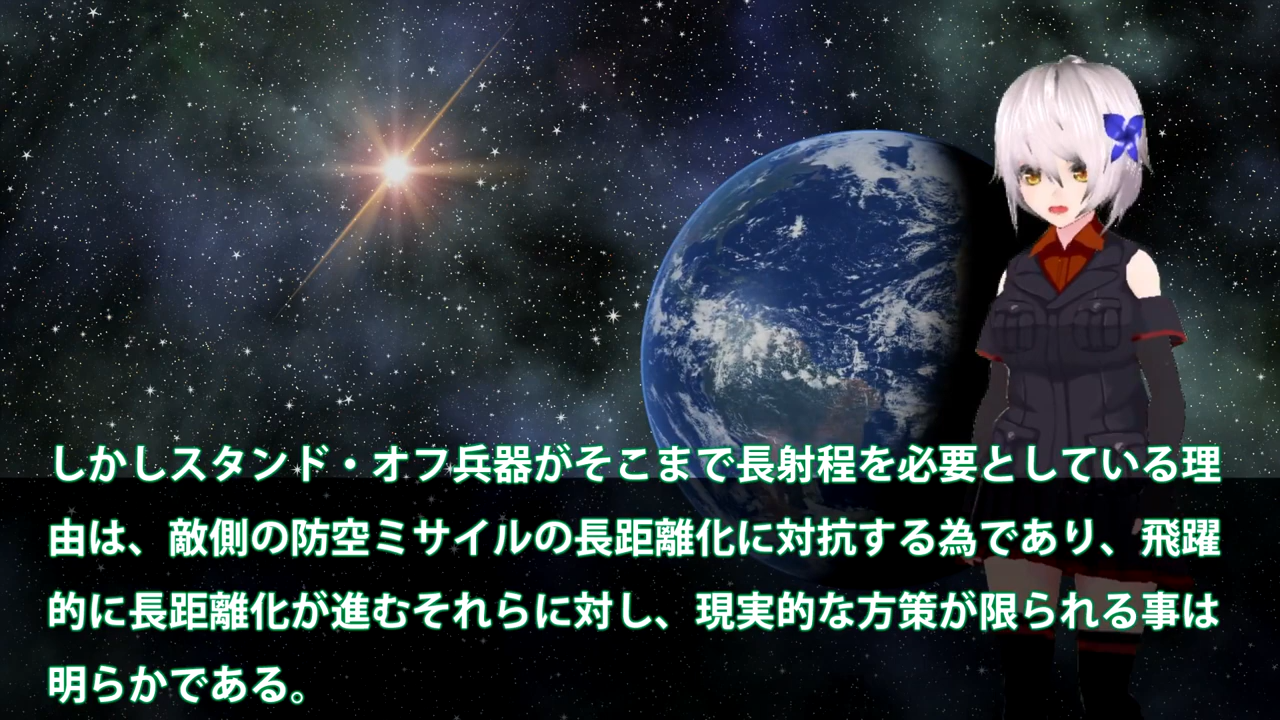 しかしスタンド・オフ兵器がそこまで長射程を必要としている理
由は、敵側の防空ミサイルの長距離化に対抗する為であり、飛躍
的に長距離化が進むそれらに対し、現実的な方策が限られる事は
明らかである。